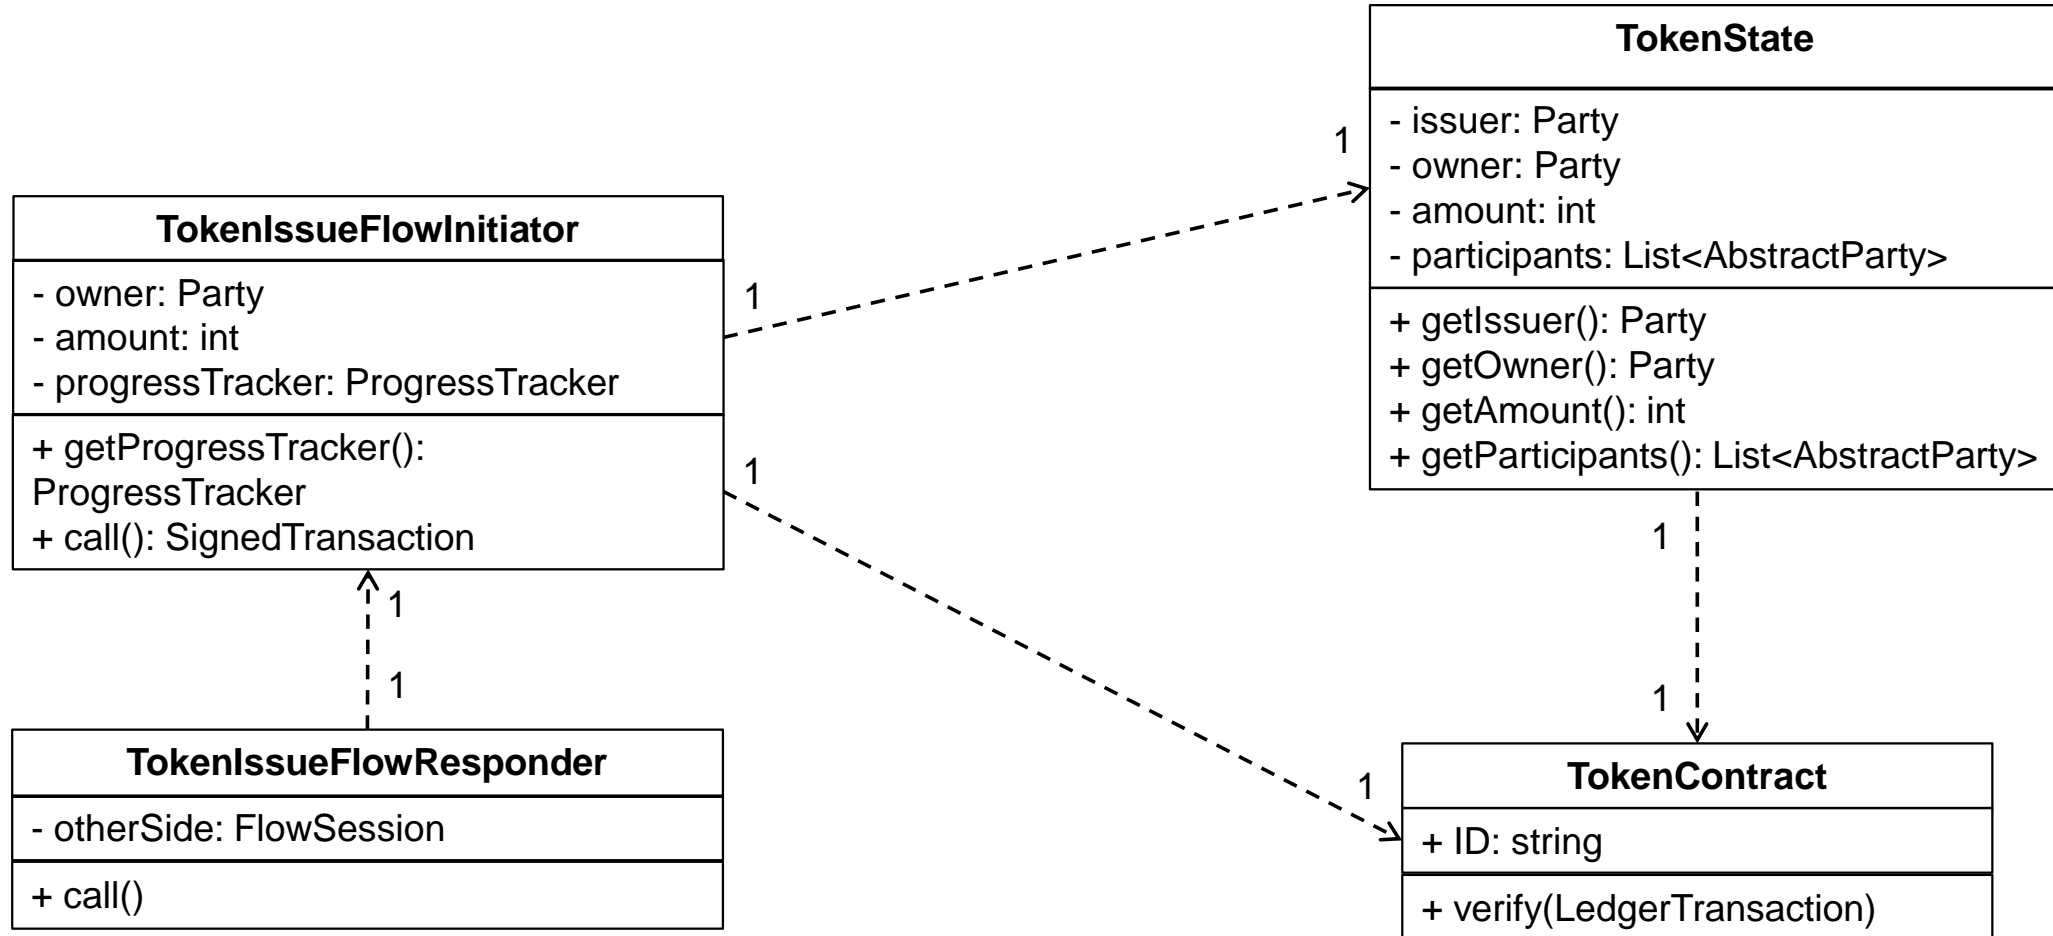 TokenState
- issuer: Party
- owner: Party
- amount: int
- participants: List<AbstractParty>
+ getIssuer(): Party
+ getOwner(): Party
+ getAmount(): int
+ getParticipants(): List<AbstractParty>
1
TokenIssueFlowInitiator
- owner: Party
- amount: int
- progressTracker: ProgressTracker
+ getProgressTracker():
ProgressTracker
+ call(): SignedTransaction
1
1
1
1
1
1
TokenIssueFlowResponder
- otherSide: FlowSession
+ call()
1
TokenContract
+ ID: string
+ verify(LedgerTransaction)